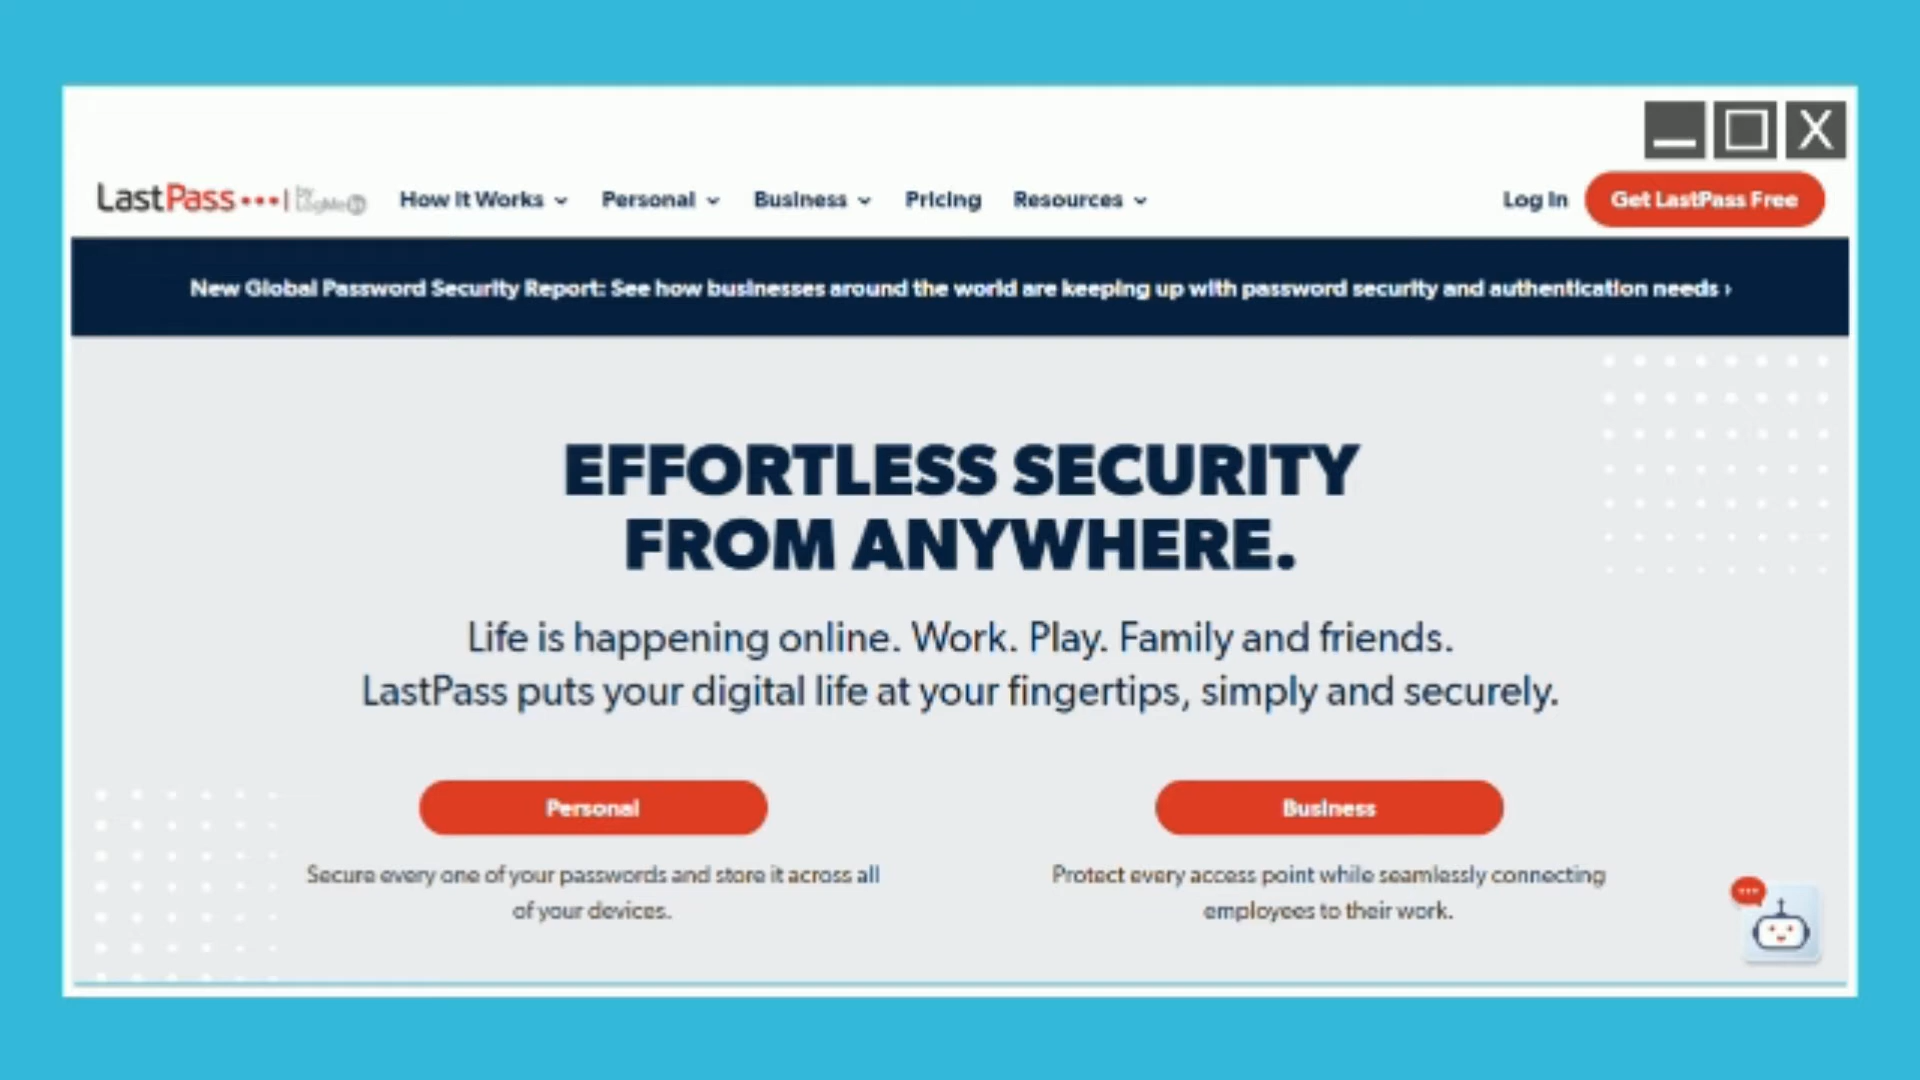 LastPass •••| by LogMeIn
How It Works
Personal
Business
Pricing
Resources
Log In
Get LastPass Free
New Global Password Security Report: See how businesses around the world are keeping up with password security and authentication needs ›
EFFORTLESS SECURITY
FROM ANYWHERE.
Life is happening online. Work. Play. Family and friends.
LastPass puts your digital life at your fingertips, simply and securely.
Personal
Secure every one of your passwords and store it across all
of your devices.
Business
Protect every access point while seamlessly connecting
employees to their work.